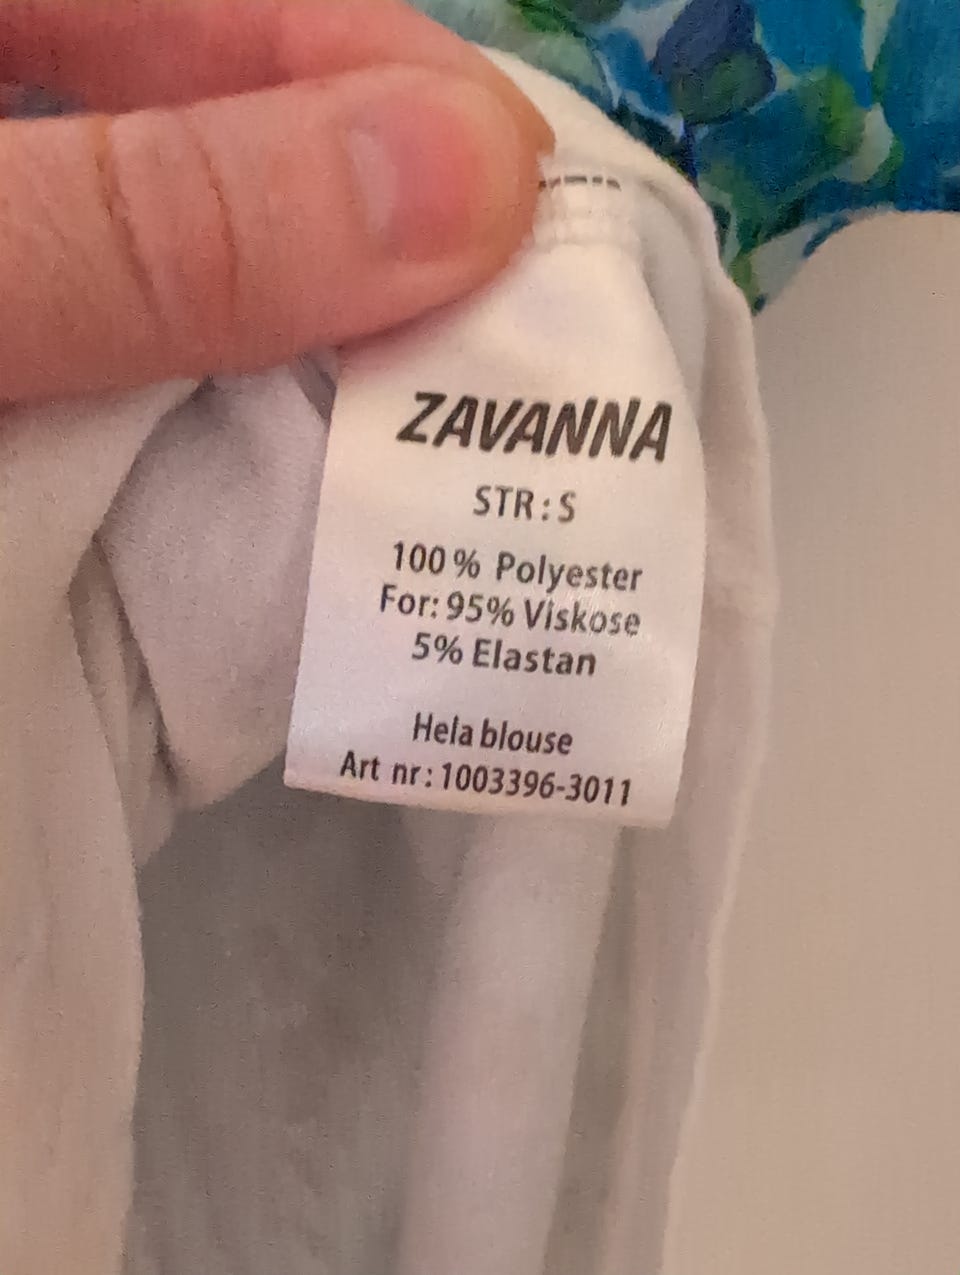 ZAVANNA
STR : S
100 % Polyester
For: 95% Viskose
5% Elastan
Hela blouse
Art nr: 1003396-3011